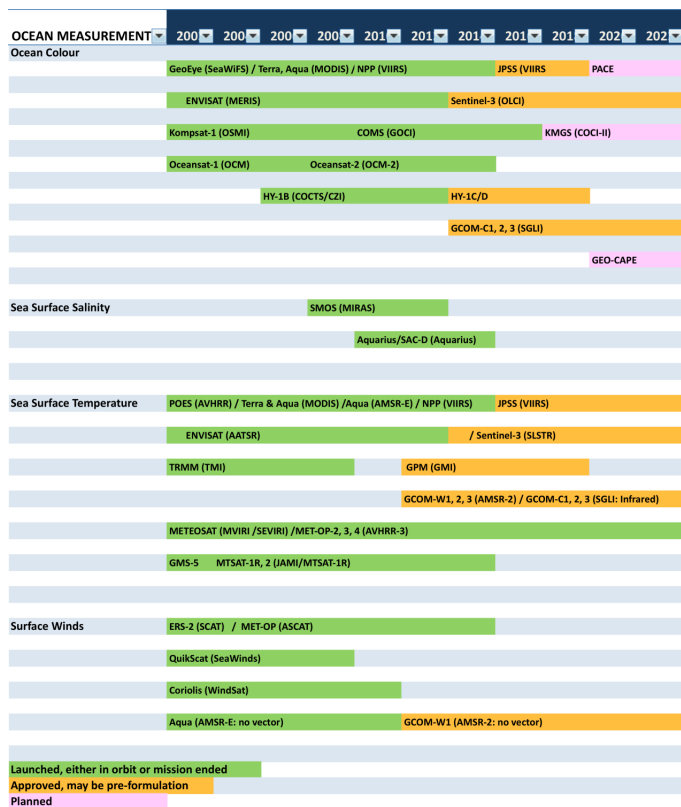 OCEAN MEASUREMENT 200 200 200 200 201 201 201 201 201 202 202
Ocean Colour
GeoEye (SeaWiFS) / Terra, Aqua (MODIS) / NPP (VIIRS) JPSS (VIIRS PACE
ENVISAT (MERIS) Sentinel-3 (OLCI)
Kompsat-1 (OSMI) COMS (GOCI) KMGS (COCI-II)
Oceansat-1 (OCM) Oceansat-2 (OCM-2)
HY-1B (COCTS/CZI) HY-1C/D
GCOM-C1, 2, 3 (SGLI)
GEO-CAPE
Sea Surface Salinity SMOS (MIRAS)
Aquarius/SAC-D (Aquarius)
Sea Surface Temperature POES (AVHRR) / Terra & Aqua (MODIS) /Aqua (AMSR-E) / NPP (VIIRS) JPSS (VIIRS)
ENVISAT (AATSR) / Sentinel-3 (SLSTR)
TRMM (TMI) GPM (GMI)
GCOM-W1, 2, 3 (AMSR-2) / GCOM-C1, 2, 3 (SGLI: Infrared)
METEOSAT (MVIRI /SEVIRI) /MET-OP-2, 3, 4 (AVHRR-3)
GMS-5 MTSAT-1R, 2 (JAMI/MTSAT-1R)
Surface Winds ERS-2 (SCAT) / MET-OP (ASCAT)
QuikScat (SeaWinds)
Coriolis (WindSat)
Aqua (AMSR-E: no vector) GCOM-W1 (AMSR-2: no vector)
Launched, either in orbit or mission ended
Approved, may be pre-formulation
Planned